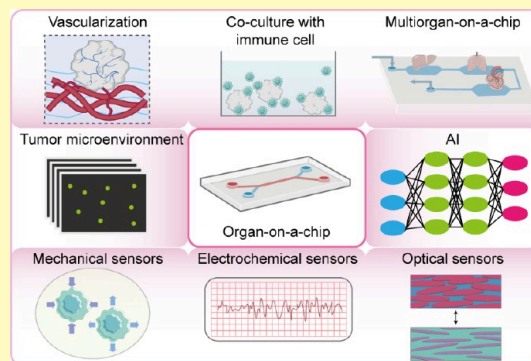 Vascularization
Co-culture with
immune cell
Multiorgan-on-a-chip
Tumor microenvironment
Organ-on-a-chip
AI
Mechanical sensors
Electrochemical sensors
Optical sensors